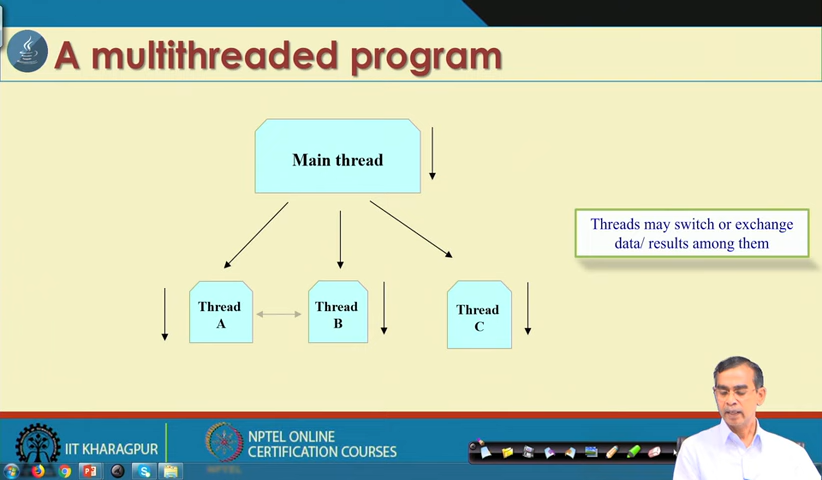 A multithreaded program
Main thread
Threads may switch or exchange
data/ results among them
Thread
A
Thread
B
Thread
C
IIT KHARAGPUR
NPTEL ONLINE
CERTIFICATION COURSES
NPTEL